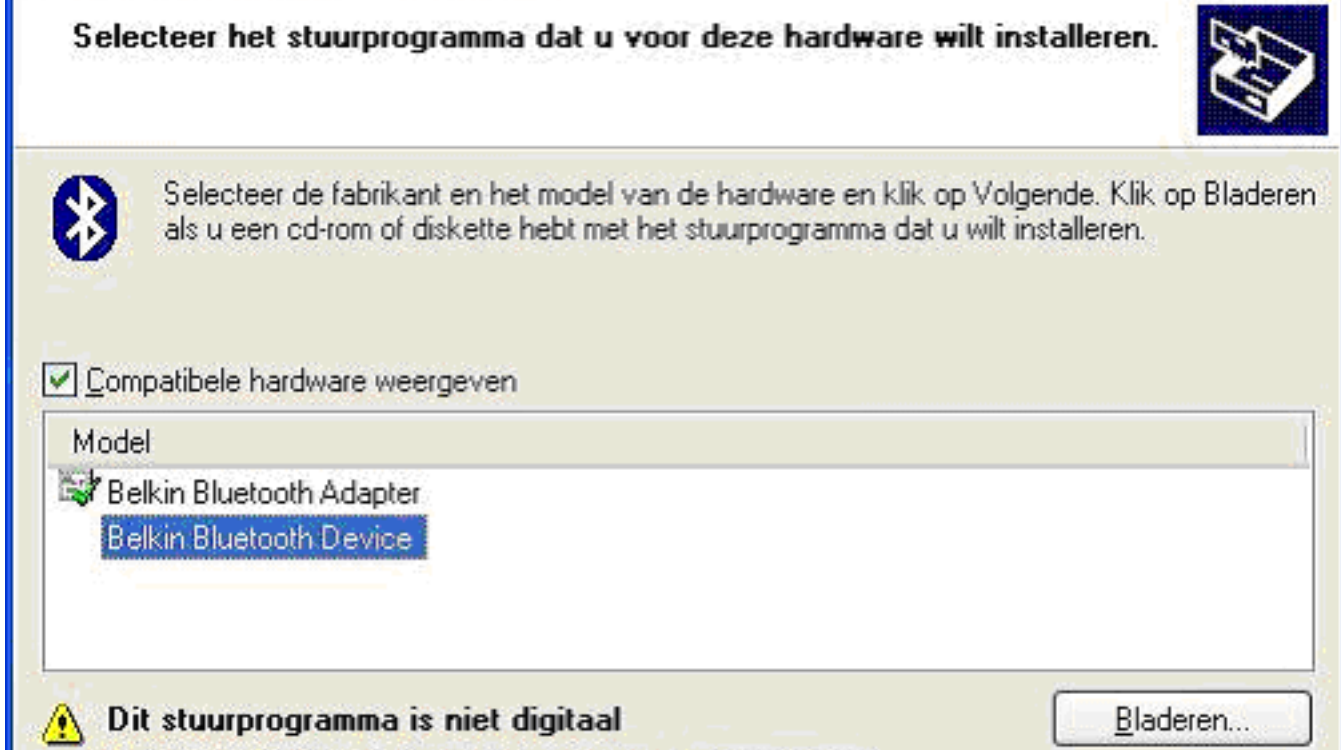 Selecteer het stuurprogramma dat u voor deze hardware wilt installeren.
Selecteer de fabrikant en het model van de hardware en klik op Volgende. Klik op Bladeren
als u een cd-rom of diskette hebt met het stuurprogramma dat u wilt installeren.
Compatibele hardware weergeven
Model
Belkin Bluetooth Adapter
Belkin Bluetooth Device
Dit stuurprogramma is niet digitaal
Bladeren...